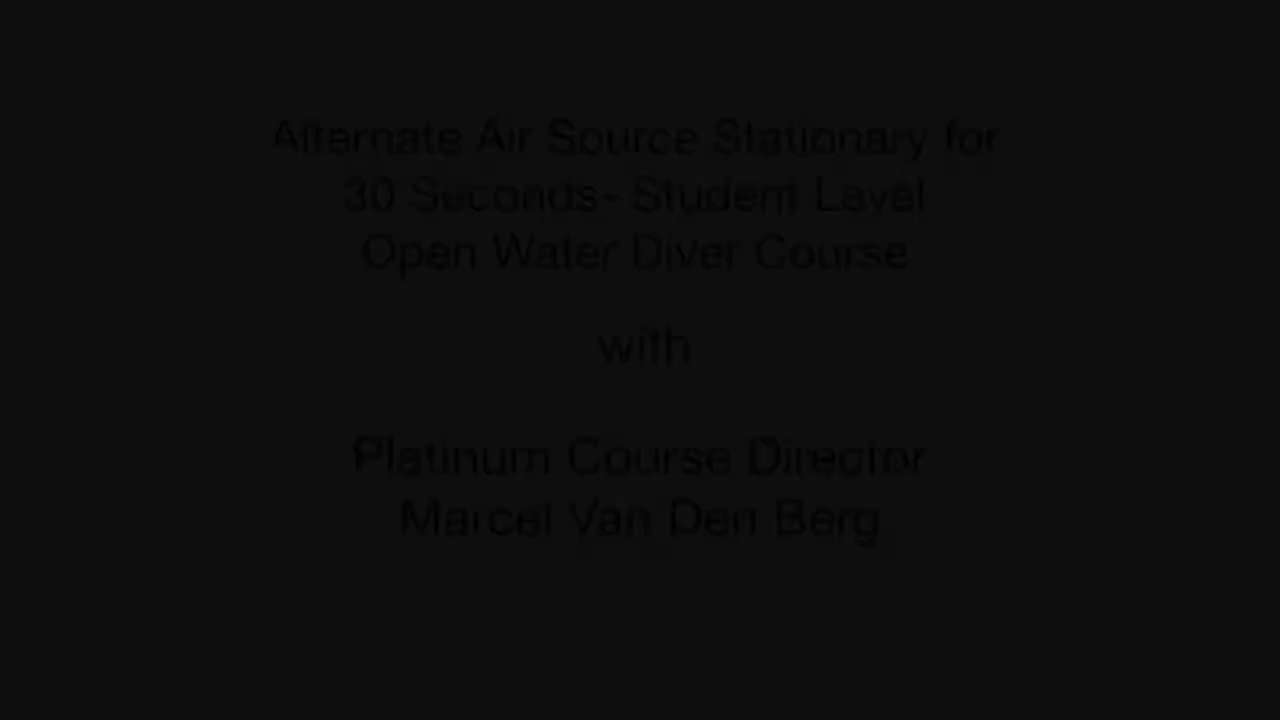 Alternate Air Source Stationary for
30 Seconds- Student Level
Open Water Diver Course
with
Platinum Course Director
Marcel Van Den Berg